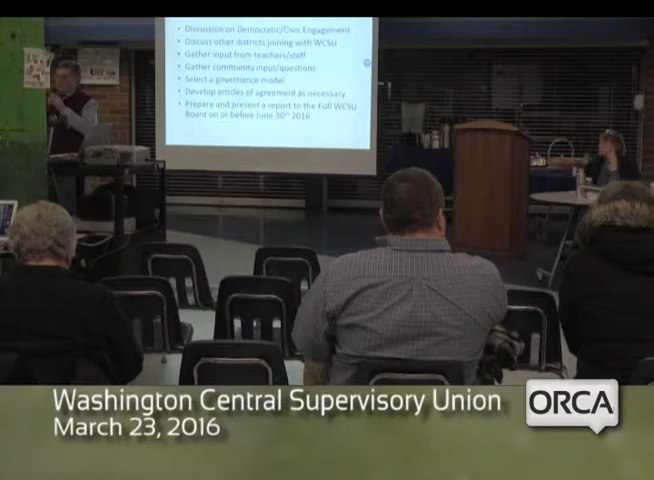 • Discussion on Democratic/Civic Engagement
• Discuss other districts joining with WCSU
• Gather input from teachers/staff
• Gather community input/questions
• Select a governance model
• Develop articles of agreement as necessary
• Prepare and present a report to the Full WCSU
Board on or before June 30th 2016
Washington Central Supervisory Union
March 23, 2016
ORCA